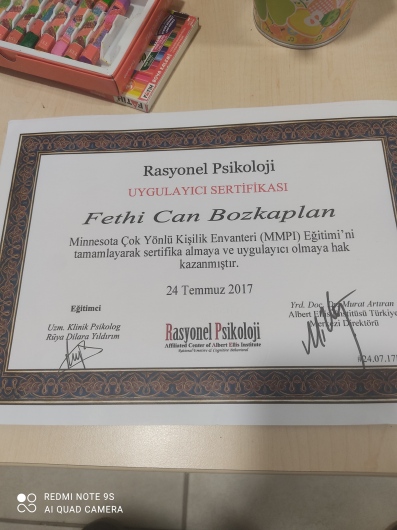 Rasyonel Psikoloji
UYGULAYICI SERTİFİKASI
Fethi Can Bozkaplan
Minnesota Çok Yönlü Kişilik Envanteri (MMPI) Eğitimi'ni
tamamlayarak sertifika almaya ve uygulayıcı olmaya hak
kazanmıştır.
24 Temmuz 2017
Eğitimci
Uzm. Klinik Psikolog
Rüya Dilara Yıldırım
Rasyonel Psikoloji
Affiliated Center of Albert Ellis Institute
Yrd. Doç. Dr. Murat Artıran
Albert Ellis Enstitüsü Türkiye
Merkezi Direktörü
#24.07.17
REDMI NOTE 9S
AI QUAD CAMERA